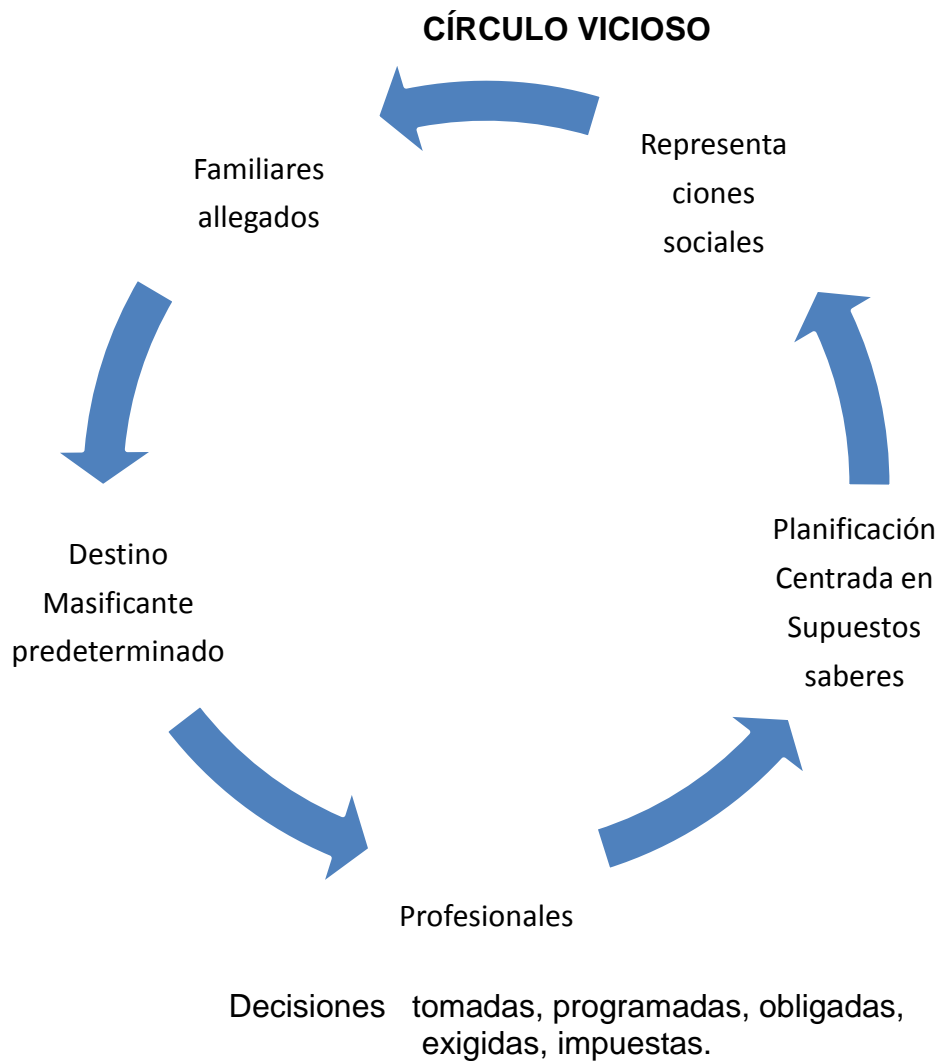 CÍRCULO VICIOSO
Representa
ciones
sociales
Familiares
allegados
Destino
Masificante
predeterminado
Profesionales
Planificación
Centrada en
Supuestos
saberes
Decisiones tomadas, programadas, obligadas,
exigidas, impuestas.